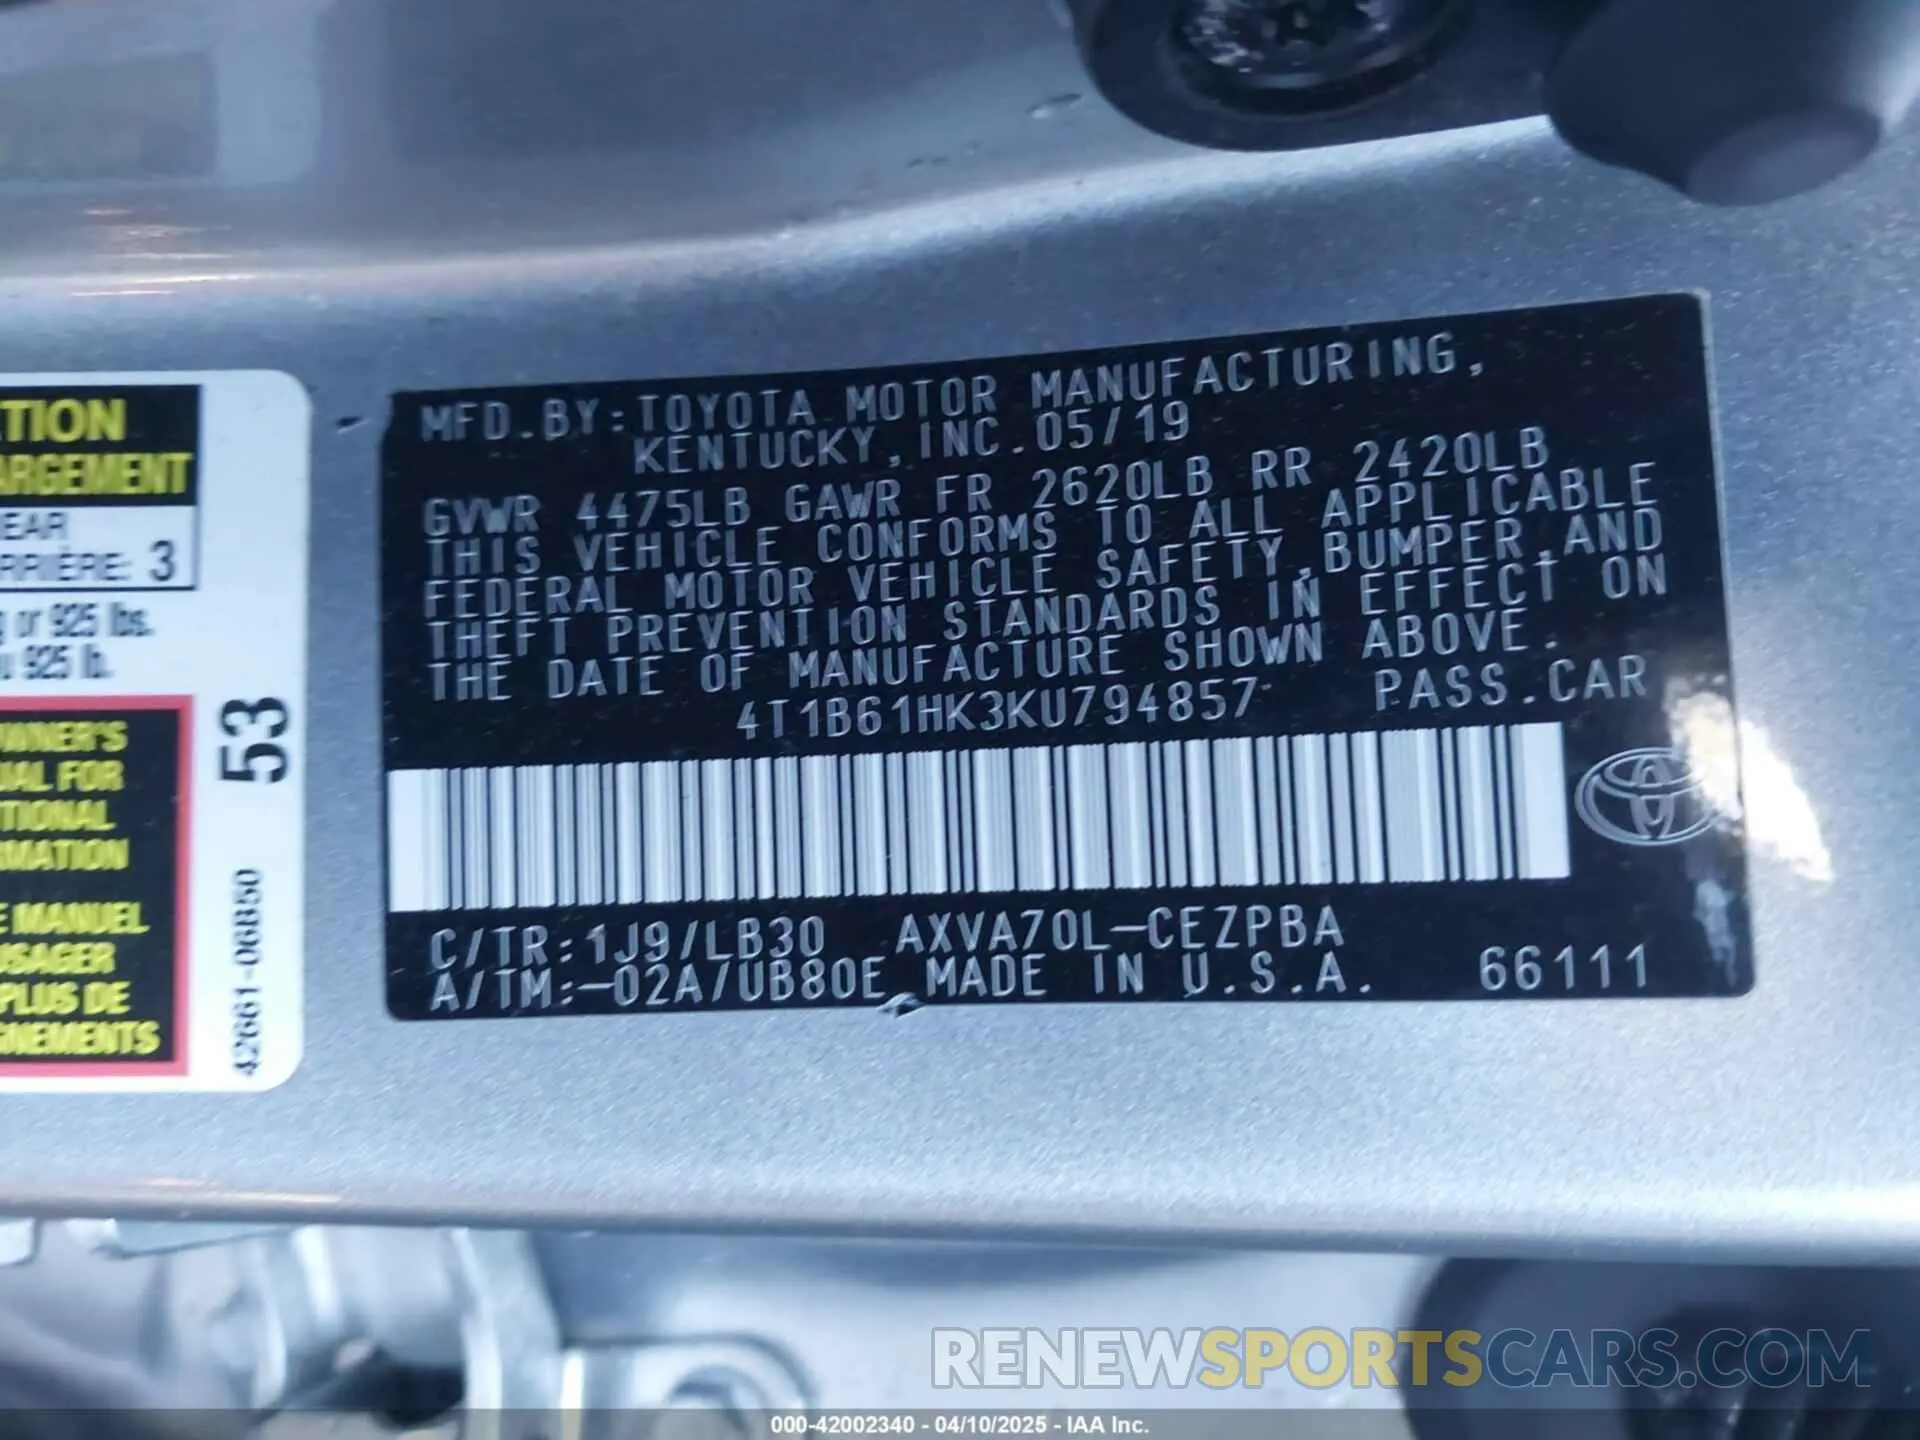 TION
ARGEMENT
EAR
RRIÈRE: 3
g or 925 lbs.
u 925 lb.
WNER'S
UAL FOR
TIONAL
RMATION
E MANUEL
USAGER
PLUS DE
GNEMENTS
53
42661-06B50
MFD.BY:TOYOTA MOTOR MANUFACTURING,
KENTUCKY,INC.05/19
GVWR 4475LB GAWR FR 2620LB RR 2420LB
THIS VEHICLE CONFORMS TO ALL APPLICABLE
FEDERAL MOTOR VEHICLE SAFETY,BUMPER,AND
THEFT PREVENTION STANDARDS IN EFFECT ON
THE DATE OF MANUFACTURE SHOWN ABOVE.
4T1B61HK3KU794857 PASS.CAR
C/TR:1J9/LB30 AXVA70L-CEZPBA
A/TM:-02A/UB80E MADE IN U.S.A. 66111
RENEWSPORTSCARS.COM
000-42002340 - 04/10/2025 - IAA Inc.